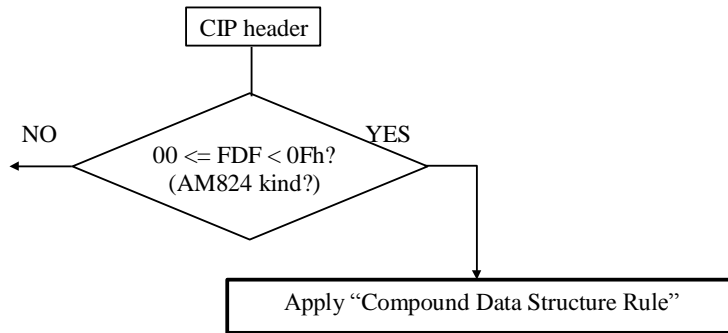 CIP header
NO
YES
00 <= FDF < 0Fh?
(AM824 kind?)
Apply “Compound Data Structure Rule”